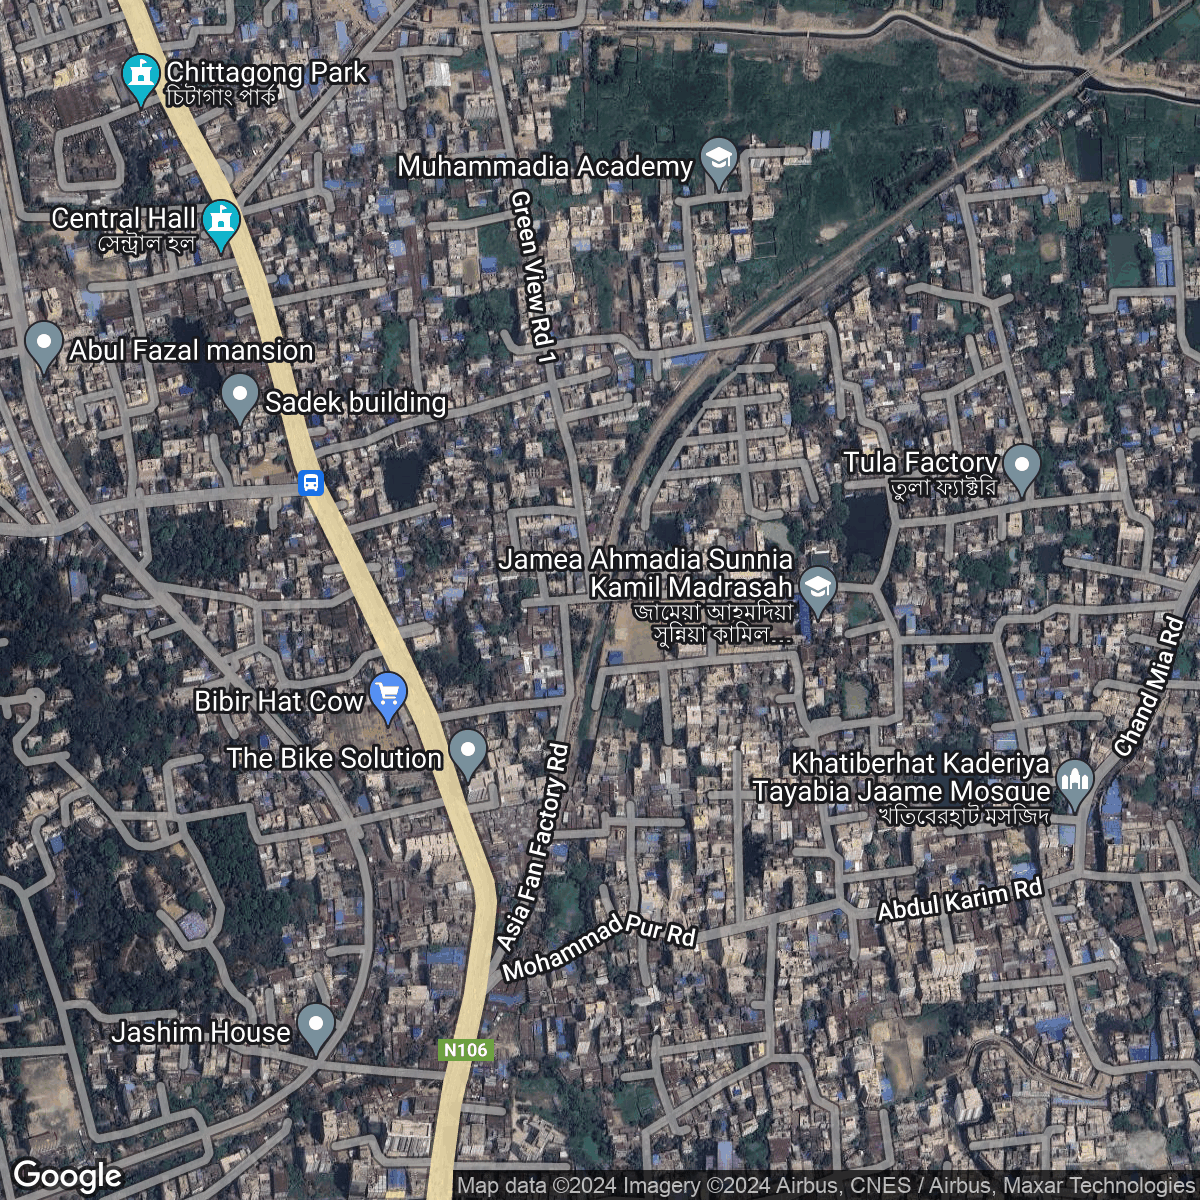 Chittagong Park
চিটাগাং পার্ক
Muhammadia Academy
Central Hall
সেন্ট্রাল হল
Green View Rd 1
Abul Fazal mansion
Sadek building
Tula Factory
তুলা ফ্যাক্টরি
Jamea Ahmadia Sunnia
Kamil Madrasah
জামেয়া আহমদিয়া
সুন্নিয়া কামিল...
Chand Mia Rd
Bibir Hat Cow
The Bike Solution
Khatiberhat Kaderiya
Tayabia Jaame Mosque
খতিবেরহাট মসজিদ
Asia Fan Factory Rd
Abdul Karim Rd
Mohammad Pur Rd
Jashim House
N106
Google
Map data ©2024 Imagery ©2024 Airbus, CNES / Airbus, Maxar Technologies